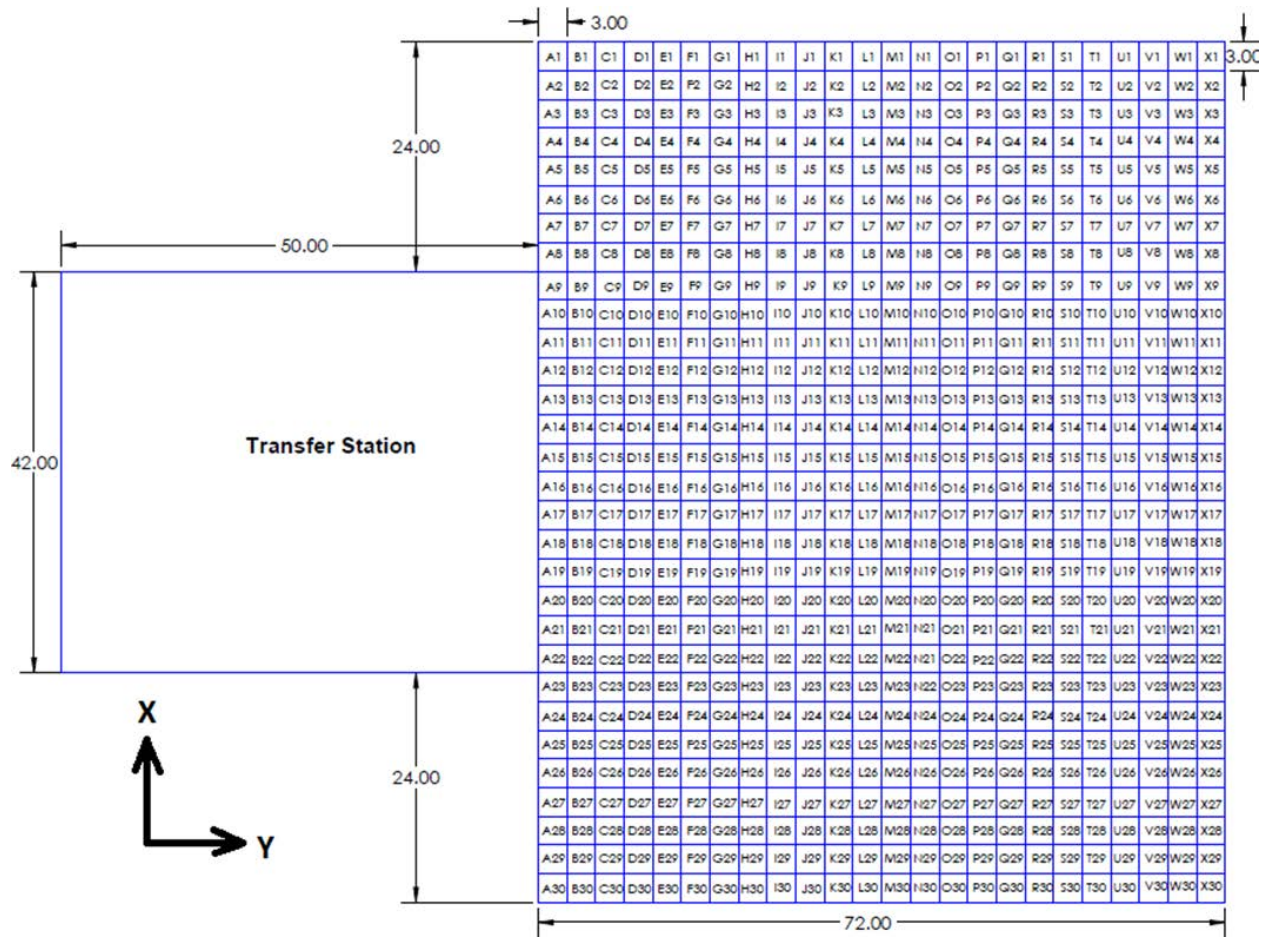 3.00
A1 B1 C1 D1 E1 F1 G1 H1 I1 J1 K1 L1 M1 N1 O1 P1 Q1 R1 S1 T1 U1 V1 W1 X1 3.00
A2 B2 C2 D2 E2 F2 G2 H2 I2 J2 K2 L2 M2 N2 O2 P2 Q2 R2 S2 T2 U2 V2 W2 X2
A3 B3 C3 D3 E3 F3 G3 H3 I3 J3 K3 L3 M3 N3 O3 P3 Q3 R3 S3 T3 U3 V3 W3 X3
24.00
A4 B4 C4 D4 E4 F4 G4 H4 I4 J4 K4 L4 M4 N4 O4 P4 Q4 R4 S4 T4 U4 V4 W4 X4
A5 B5 C5 D5 E5 F5 G5 H5 I5 J5 K5 L5 M5 N5 O5 P5 Q5 R5 S5 T5 U5 V5 W5 X5
A6 B6 C6 D6 E6 F6 G6 H6 I6 J6 K6 L6 M6 N6 O6 P6 Q6 R6 S6 T6 U6 V6 W6 X6
A7 B7 C7 D7 E7 F7 G7 H7 I7 J7 K7 L7 M7 N7 O7 P7 Q7 R7 S7 T7 U7 V7 W7 X7
50.00
A8 B8 C8 D8 E8 F8 G8 H8 I8 J8 K8 L8 M8 N8 O8 P8 Q8 R8 S8 T8 U8 V8 W8 X8
A9 B9 C9 D9 E9 F9 G9 H9 I9 J9 K9 L9 M9 N9 O9 P9 Q9 R9 S9 T9 U9 V9 W9 X9
A10 B10 C10 D10 E10 F10 G10 H10 I10 J10 K10 L10 M10 N10 O10 P10 Q10 R10 S10 T10 U10 V10 W10 X10
A11 B11 C11 D11 E11 F11 G11 H11 I11 J11 K11 L11 M11 N11 O11 P11 Q11 R11 S11 T11 U11 V11 W11 X11
A12 B12 C12 D12 E12 F12 G12 H12 I12 J12 K12 L12 M12 N12 O12 P12 Q12 R12 S12 T12 U12 V12 W12 X12
A13 B13 C13 D13 E13 F13 G13 H13 I13 J13 K13 L13 M13 N13 O13 P13 Q13 R13 S13 T13 U13 V13 W13 X13
A14 B14 C14 D14 E14 F14 G14 H14 I14 J14 K14 L14 M14 N14 O14 P14 Q14 R14 S14 T14 U14 V14 W14 X14
Transfer Station
42.00
A15 B15 C15 D15 E15 F15 G15 H15 I15 J15 K15 L15 M15 N15 O15 P15 Q15 R15 S15 T15 U15 V15 W15 X15
A16 B16 C16 D16 E16 F16 G16 H16 I16 J16 K16 L16 M16 N16 O16 P16 Q16 R16 S16 T16 U16 V16 W16 X16
A17 B17 C17 D17 E17 F17 G17 H17 I17 J17 K17 L17 M17 N17 O17 P17 Q17 R17 S17 T17 U17 V17 W17 X17
A18 B18 C18 D18 E18 F18 G18 H18 I18 J18 K18 L18 M18 N18 O18 P18 Q18 R18 S18 T18 U18 V18 W18 X18
A19 B19 C19 D19 E19 F19 G19 H19 I19 J19 K19 L19 M19 N19 O19 P19 Q19 R19 S19 T19 U19 V19 W19 X19
A20 B20 C20 D20 E20 F20 G20 H20 I20 J20 K20 L20 M20 N20 O20 P20 Q20 R20 S20 T20 U20 V20 W20 X20
A21 B21 C21 D21 E21 F21 G21 H21 I21 J21 K21 L21 M21 N21 O21 P21 Q21 R21 S21 T21 U21 V21 W21 X21
A22 B22 C22 D22 E22 F22 G22 H22 I22 J22 K22 L22 M22 N21 O22 P22 Q22 R22 S22 T22 U22 V22 W22 X22
A23 B23 C23 D23 E23 F23 G23 H23 I23 J23 K23 L23 M23 N22 O23 P23 Q23 R23 S23 T23 U23 V23 W23 X23
X
A24 B24 C24 D24 E24 F24 G24 H24 I24 J24 K24 L24 M24 N24 O24 P24 Q24 R24 S24 T24 U24 V24 W24 X24
A25 B25 C25 D25 E25 F25 G25 H25 I25 J25 K25 L25 M25 N25 O25 P25 Q25 R25 S25 T25 U25 V25 W25 X25
24.00
A26 B26 C26 D26 E26 F26 G26 H26 I26 J26 K26 L26 M26 N26 O26 P26 Q26 R26 S26 T26 U26 V26 W26 X26
A27 B27 C27 D27 E27 F27 G27 H27 I27 J27 K27 L27 M27 N27 O27 P27 Q27 R27 S27 T27 U27 V27 W27 X27
A28 B28 C28 D28 E28 F28 G28 H28 I28 J28 K28 L28 M28 N28 O28 P28 Q28 R28 S28 T28 U28 V28 W28 X28
Y
A29 B29 C29 D29 E29 F29 G29 H29 I29 J29 K29 L29 M29 N29 O29 P29 Q29 R29 S29 T29 U29 V29 W29 X29
A30 B30 C30 D30 E30 F30 G30 H30 I30 J30 K30 L30 M30 N30 O30 P30 Q30 R30 S30 T30 U30 V30 W30 X30
72.00